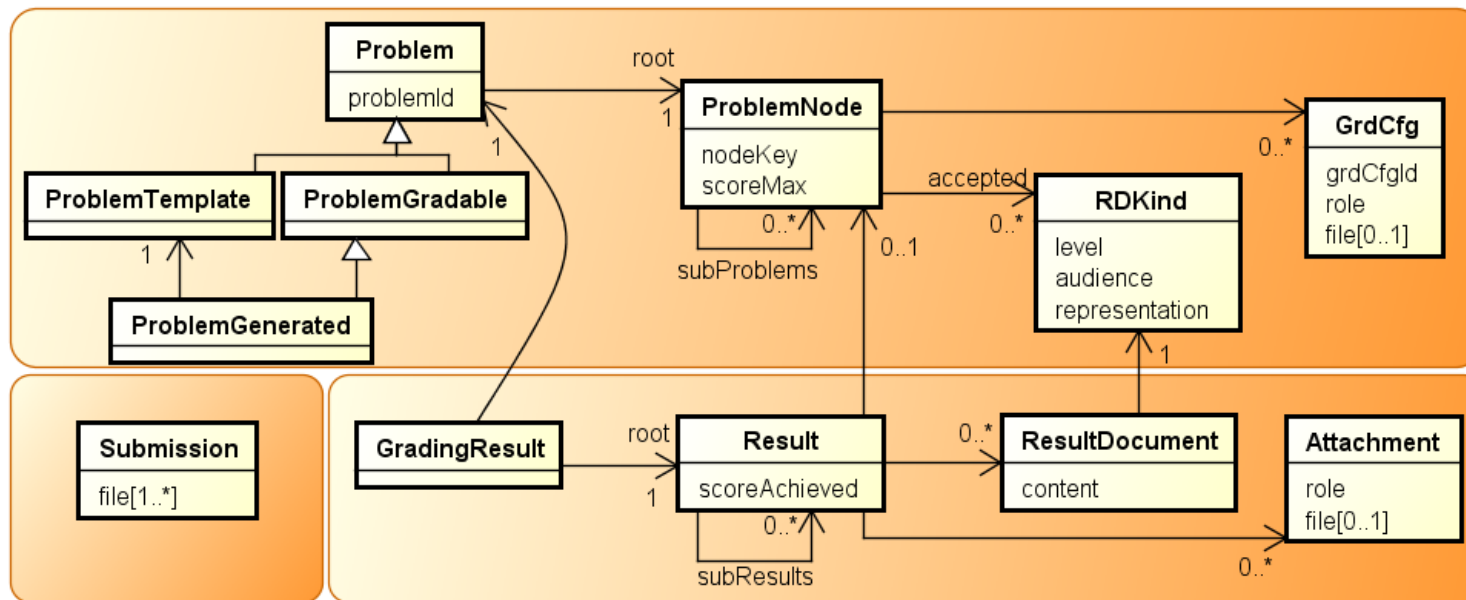 Problem
problemId
root
1
1
ProblemNode
nodeKey
scoreMax
0..*
subProblems
0..1
accepted
0..*
0..*
GrdCfg
grdCfgId
role
file[0..1]
RDKind
level
audience
representation
1
ProblemTemplate
ProblemGradable
1
ProblemGenerated
Submission
file[1..*]
GradingResult
root
1
Result
scoreAchieved
0..*
subResults
0..*
ResultDocument
content
0..*
Attachment
role
file[0..1]